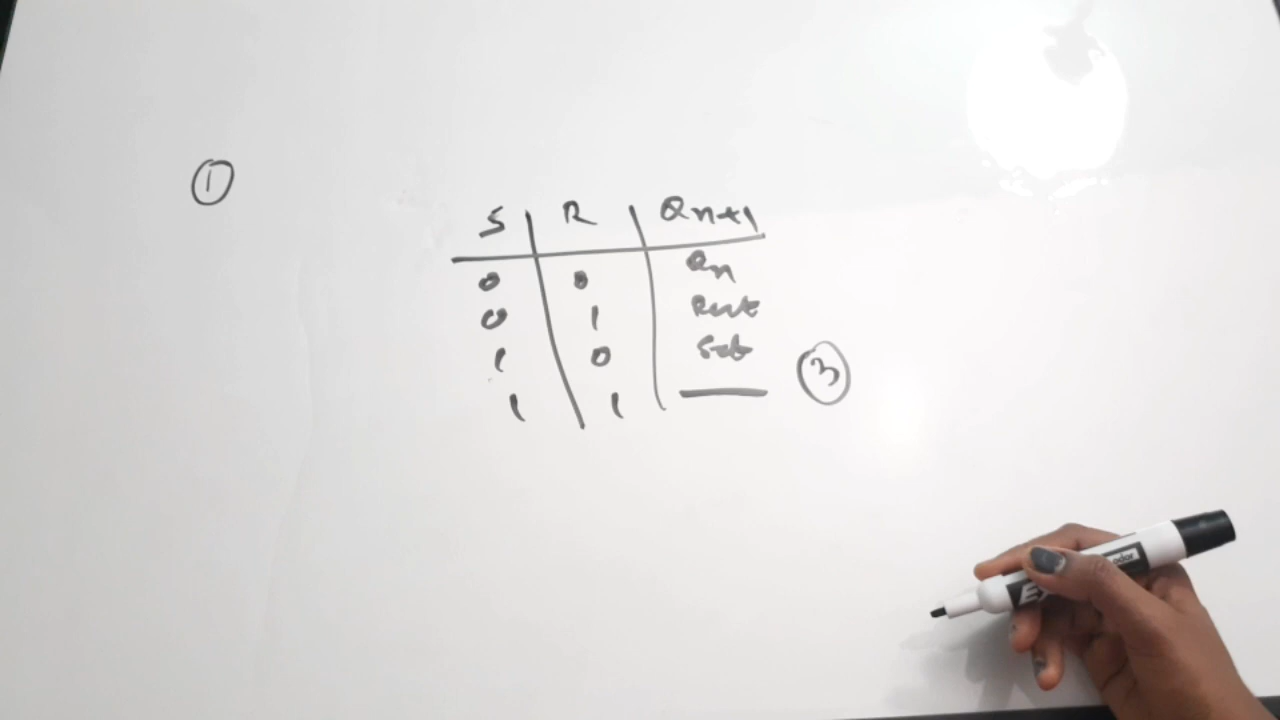 ①
S R Qn+1
0 0 Qn
0 1 Reset
1 0 Set
③
1 1 —